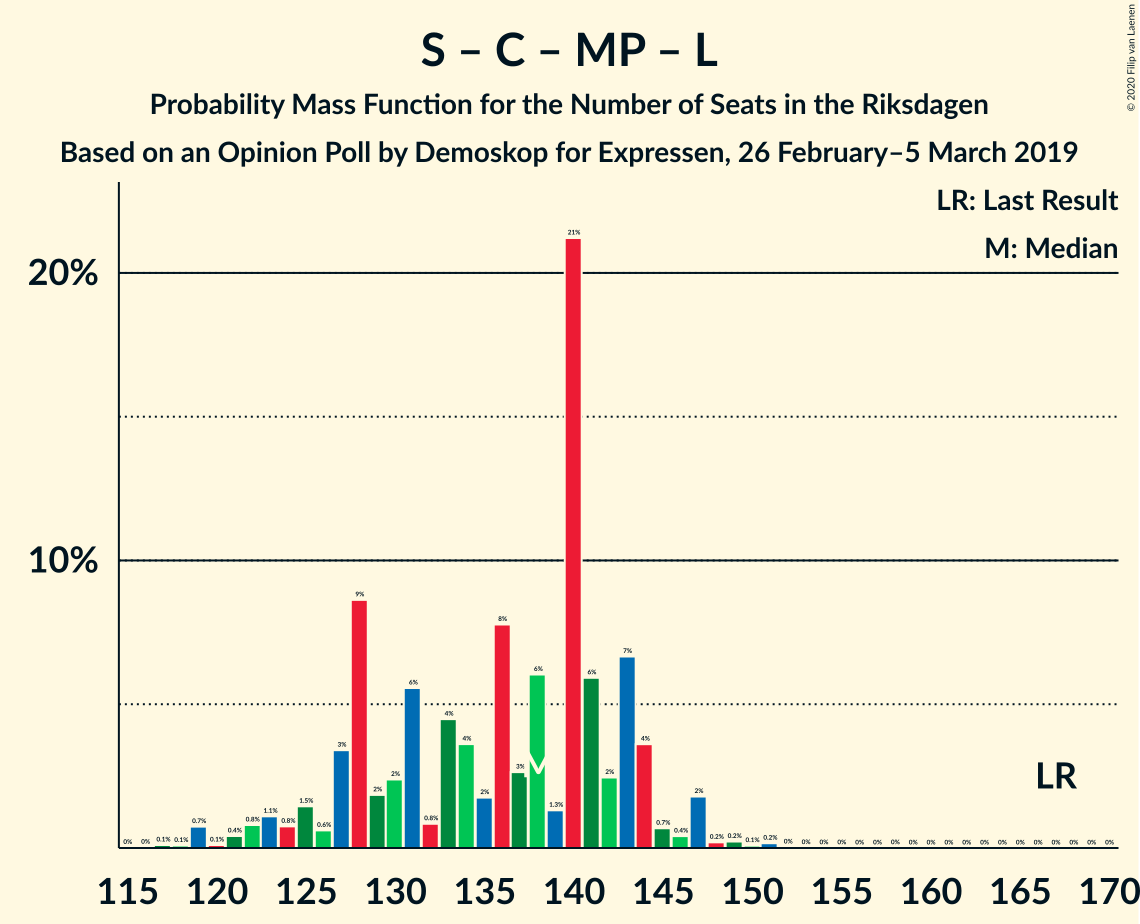 S – C – MP – L
Probability Mass Function for the Number of Seats in the Riksdagen
Based on an Opinion Poll by Demoskop for Expressen, 26 February–5 March 2019
© 2020 Filip van Laenen
LR: Last Result
M: Median
20%
10%
0% 0% 0.1% 0.1% 0.7% 0.1% 0.4% 0.8% 1.1% 0.8% 1.5% 0.6% 3% 9% 2% 2% 6% 0.8% 4% 4% 2% 8% 3% 6% 1.3% 21% 6% 2% 7% 4% 0.7% 0.4% 2% 0.2% 0.2% 0.1% 0.2% 0% 0% 0% 0% 0% 0% 0% 0% 0% 0% 0% 0% 0% 0% 0% 0% 0% 0% 0%
M
LR
115 120 125 130 135 140 145 150 155 160 165 170